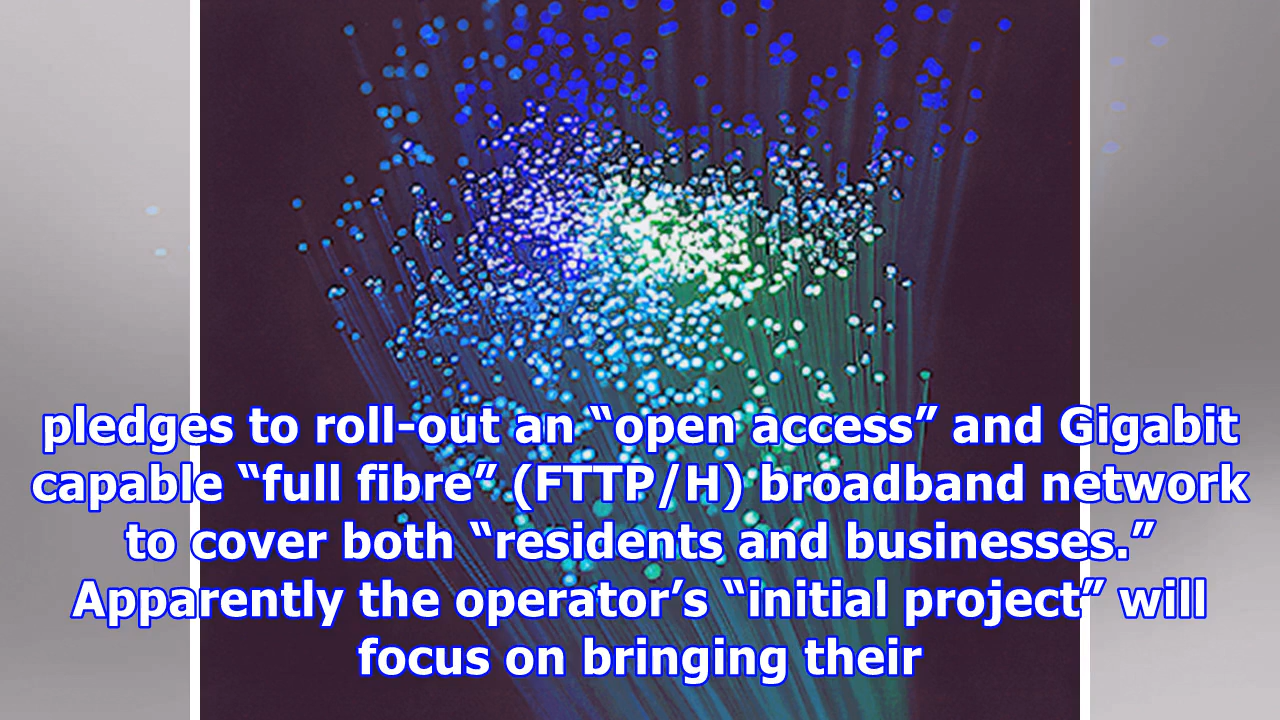 pledges to roll-out an “open access” and Gigabit
capable “full fibre” (FTTP/H) broadband network
to cover both “residents and businesses.”
Apparently the operator’s “initial project” will
focus on bringing their